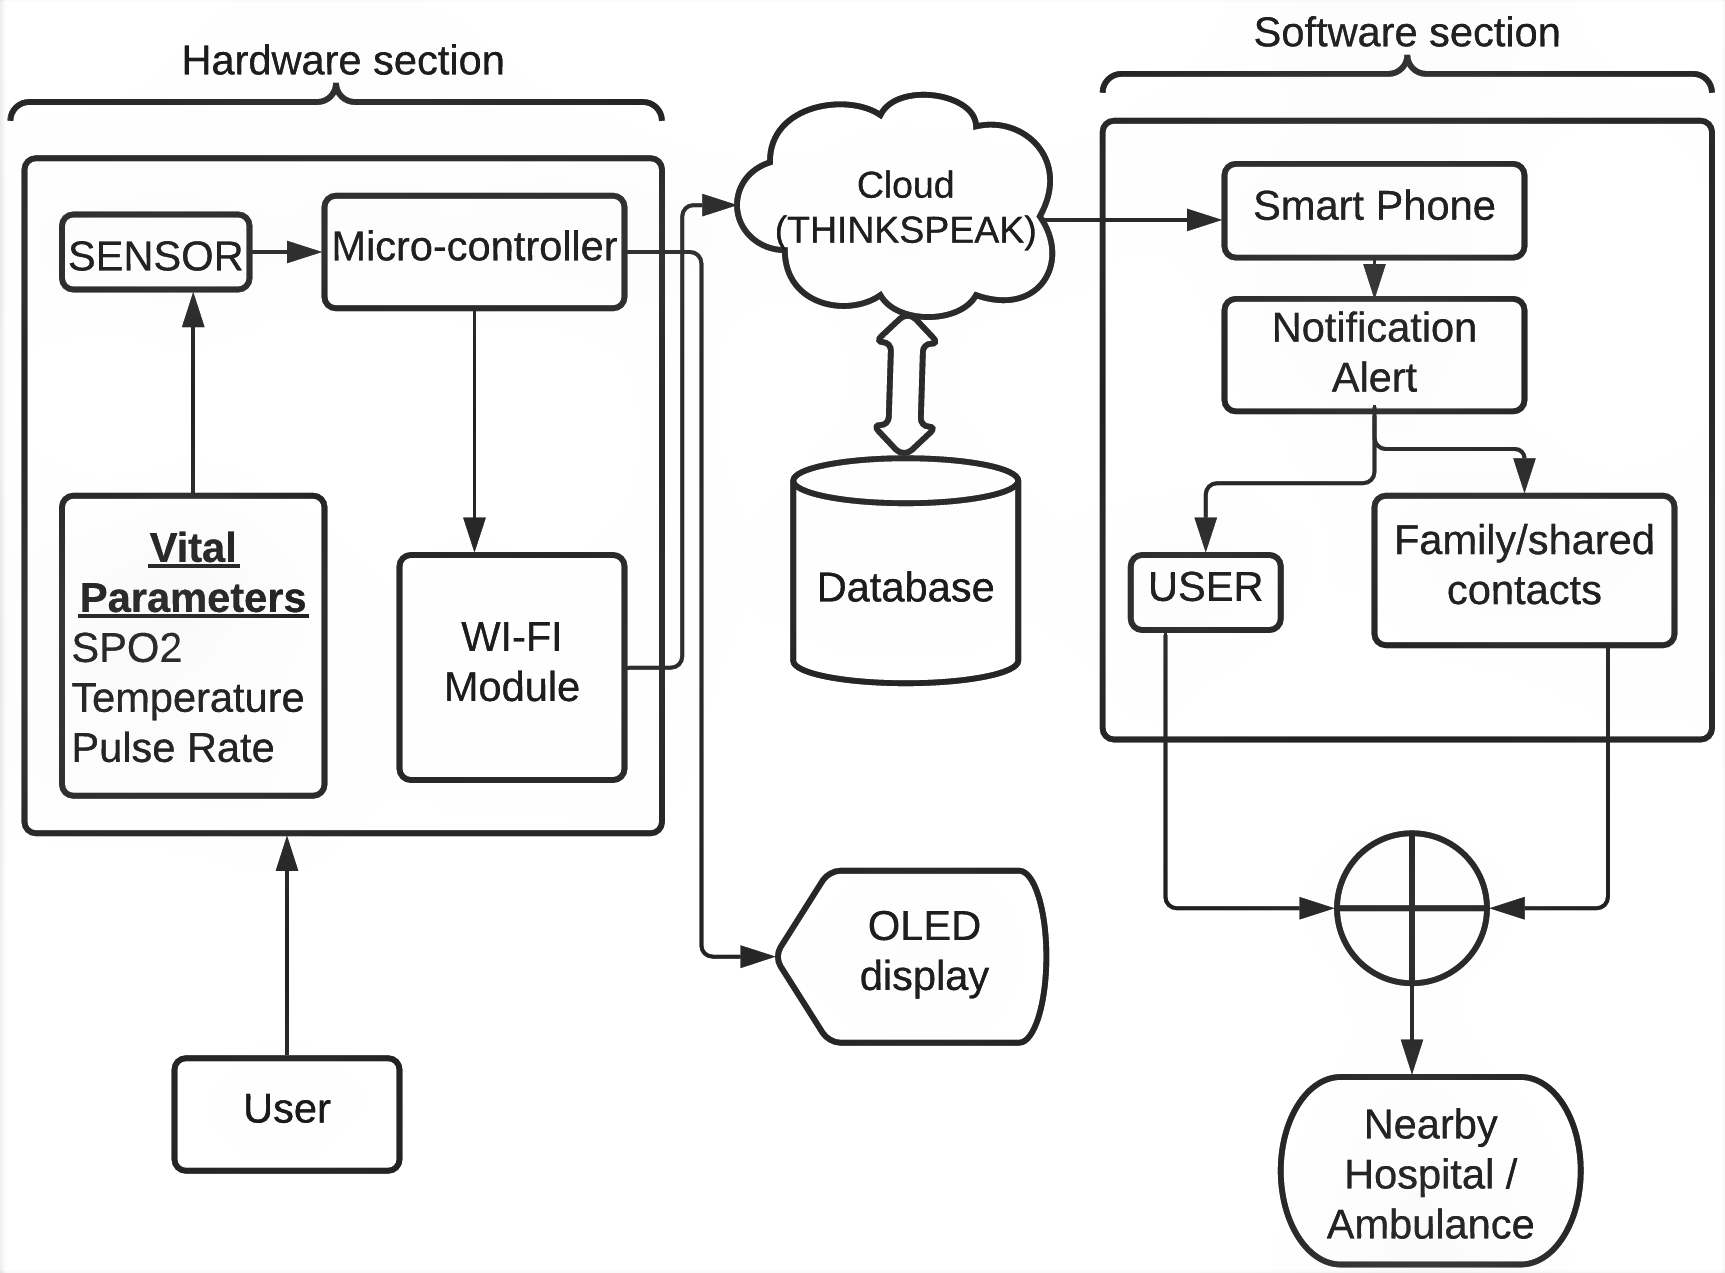 Hardware section
Software section
SENSOR
Micro-controller
Vital
Parameters
SPO2
Temperature
Pulse Rate
WI-FI
Module
User
Cloud
(THINKSPEAK)
Database
OLED
display
Smart Phone
Notification
Alert
USER
Family/shared
contacts
Nearby
Hospital /
Ambulance